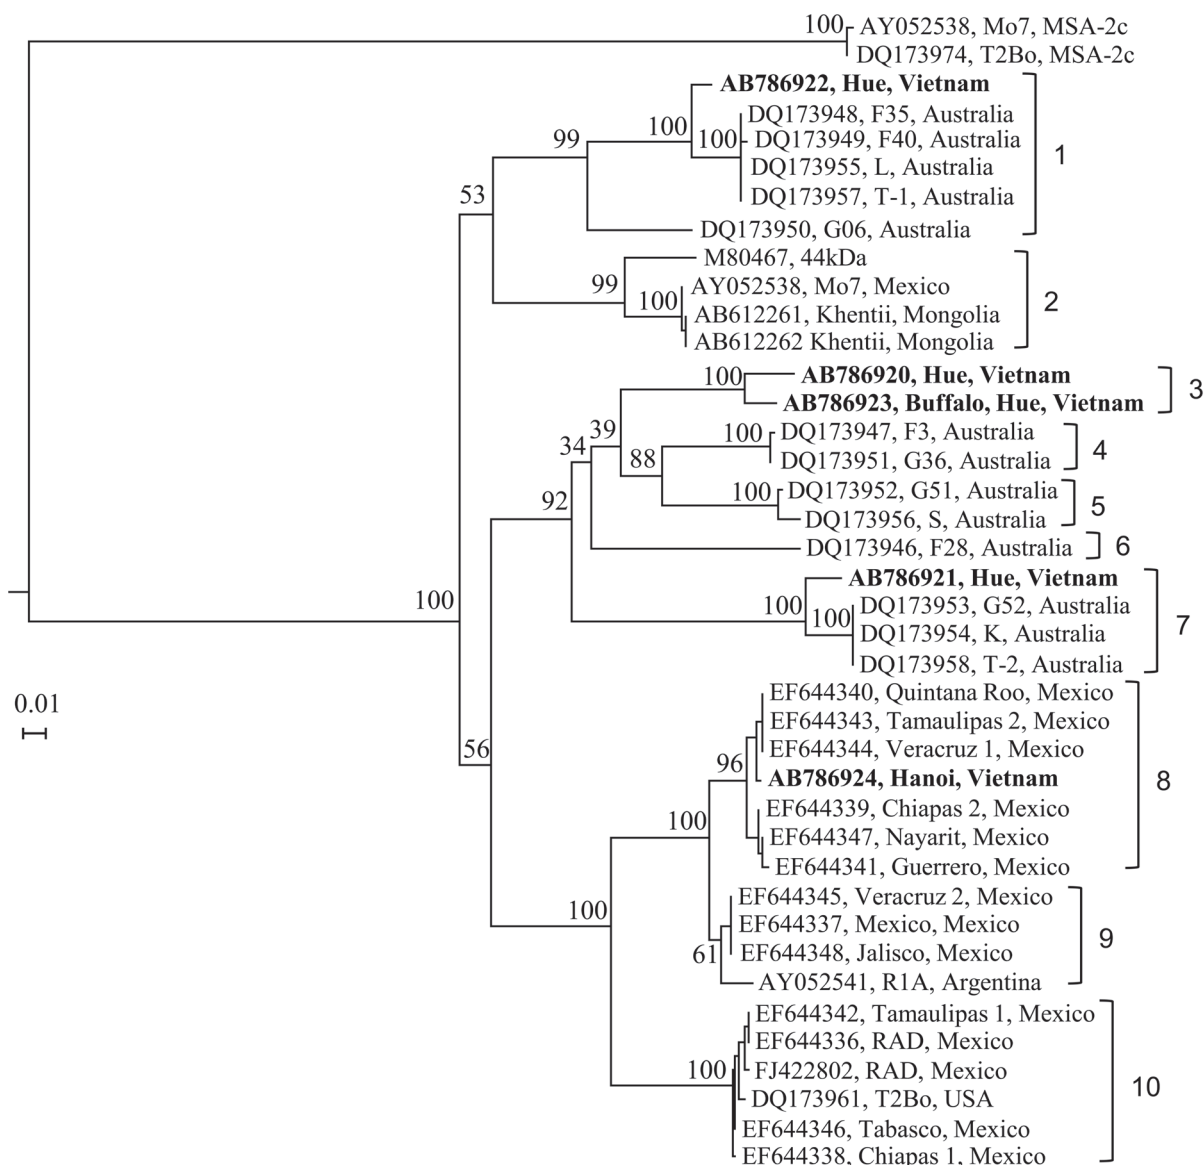 100 AY052538, Mo7, MSA-2c
DQ173974, T2Bo, MSA-2c
AB786922, Hue, Vietnam
100
DQ173948, F35, Australia
99
100 DQ173949, F40, Australia
1
DQ173955, L, Australia
DQ173957, T-1, Australia
53
DQ173950, G06, Australia
M80467, 44kDa
99
AY052538, Mo7, Mexico
100
2
AB612261, Khentii, Mongolia
AB612262 Khentii, Mongolia
100
AB786920, Hue, Vietnam
3
AB786923, Buffalo, Hue, Vietnam
39
100 DQ173947, F3, Australia
34
4
88
DQ173951, G36, Australia
92
100 DQ173952, G51, Australia
5
DQ173956, S, Australia
DQ173946, F28, Australia
6
AB786921, Hue, Vietnam
100
100
DQ173953, G52, Australia
100
7
DQ173954, K, Australia
DQ173958, T-2, Australia
0.01
EF644340, Quintana Roo, Mexico
EF644343, Tamaulipas 2, Mexico
56
EF644344, Veracruz 1, Mexico
96
AB786924, Hanoi, Vietnam
8
EF644339, Chiapas 2, Mexico
100
EF644347, Nayarit, Mexico
EF644341, Guerrero, Mexico
EF644345, Veracruz 2, Mexico
100
EF644337, Mexico, Mexico
9
61
EF644348, Jalisco, Mexico
AY052541, R1A, Argentina
EF644342, Tamaulipas 1, Mexico
EF644336, RAD, Mexico
100
FJ422802, RAD, Mexico
10
DQ173961, T2Bo, USA
EF644346, Tabasco, Mexico
EF644338, Chiapas 1, Mexico